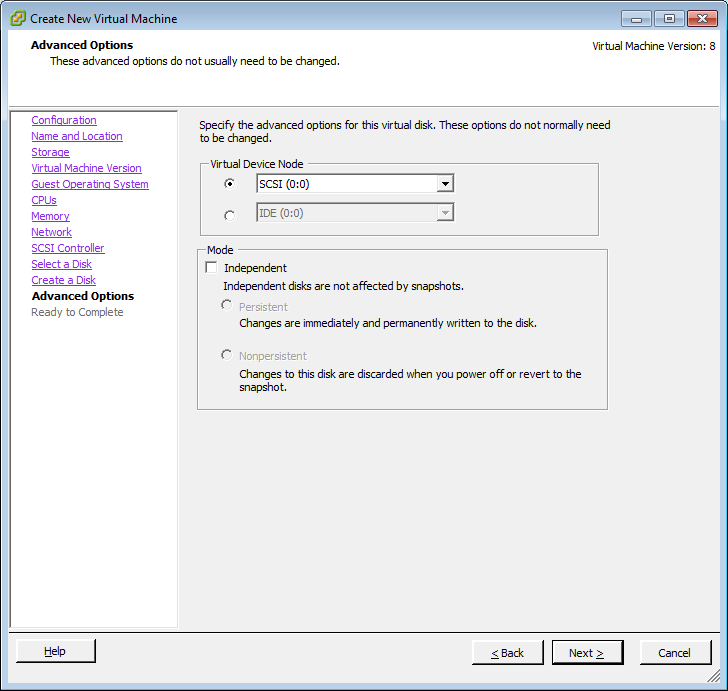 Create New Virtual Machine
Advanced Options
These advanced options do not usually need to be changed.
Virtual Machine Version: 8
Configuration
Name and Location
Storage
Virtual Machine Version
Guest Operating System
CPUs
Memory
Network
SCSI Controller
Select a Disk
Create a Disk
Advanced Options
Ready to Complete
Specify the advanced options for this virtual disk. These options do not normally need
to be changed.
Virtual Device Node
SCSI (0:0)
IDE (0:0)
Mode
Independent
Independent disks are not affected by snapshots.
Persistent
Changes are immediately and permanently written to the disk.
Nonpersistent
Changes to this disk are discarded when you power off or revert to the
snapshot.
Help
< Back
Next >
Cancel